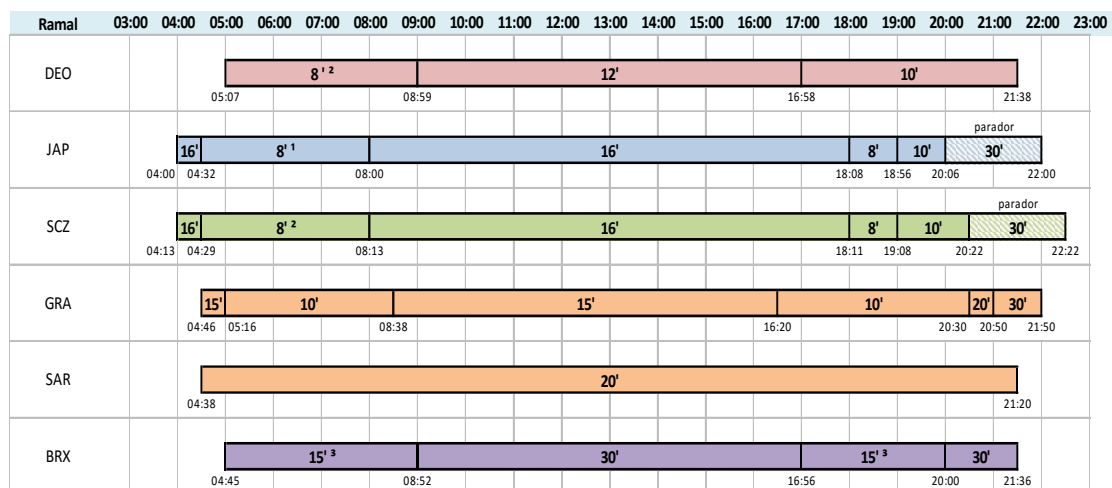 Ramal 03:00 04:00 05:00 06:00 07:00 08:00 09:00 10:00 11:00 12:00 13:00 14:00 15:00 16:00 17:00 18:00 19:00 20:00 21:00 22:00 23:00
DEO 8' ² 12' 10'
05:07 08:59 16:58 21:38
parador
JAP 16' 8' ¹ 16' 8' 10' 30'
04:00 04:32 08:00 18:08 18:56 20:06 22:00
parador
SCZ 16' 8' ² 16' 8' 10' 30'
04:13 04:29 08:13 18:11 19:08 20:22 22:22
GRA 15' 10' 15' 10' 20' 30'
04:46 05:16 08:38 16:20 20:30 20:50 21:50
SAR 20'
04:38 21:20
BRX 15' ³ 30' 15' ³ 30'
04:45 08:52 16:56 20:00 21:36